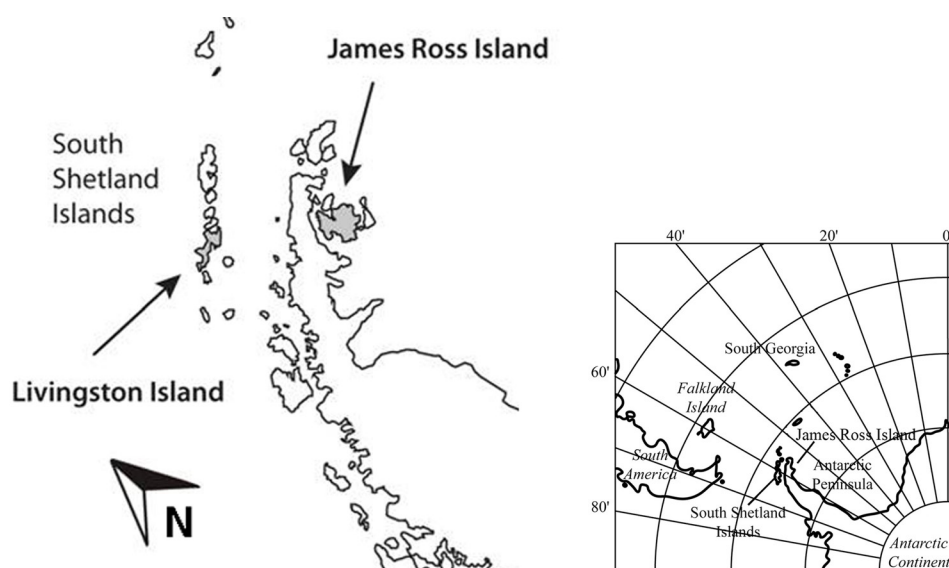 James Ross Island
South
Shetland
Islands
Livingston Island
N
40'
20'
0
60'
80'
South Georgia
Falkland
Island
James Ross Island
South
America
Antarctic
Peninsula
South Shetland
Islands
Antarctic
Continent